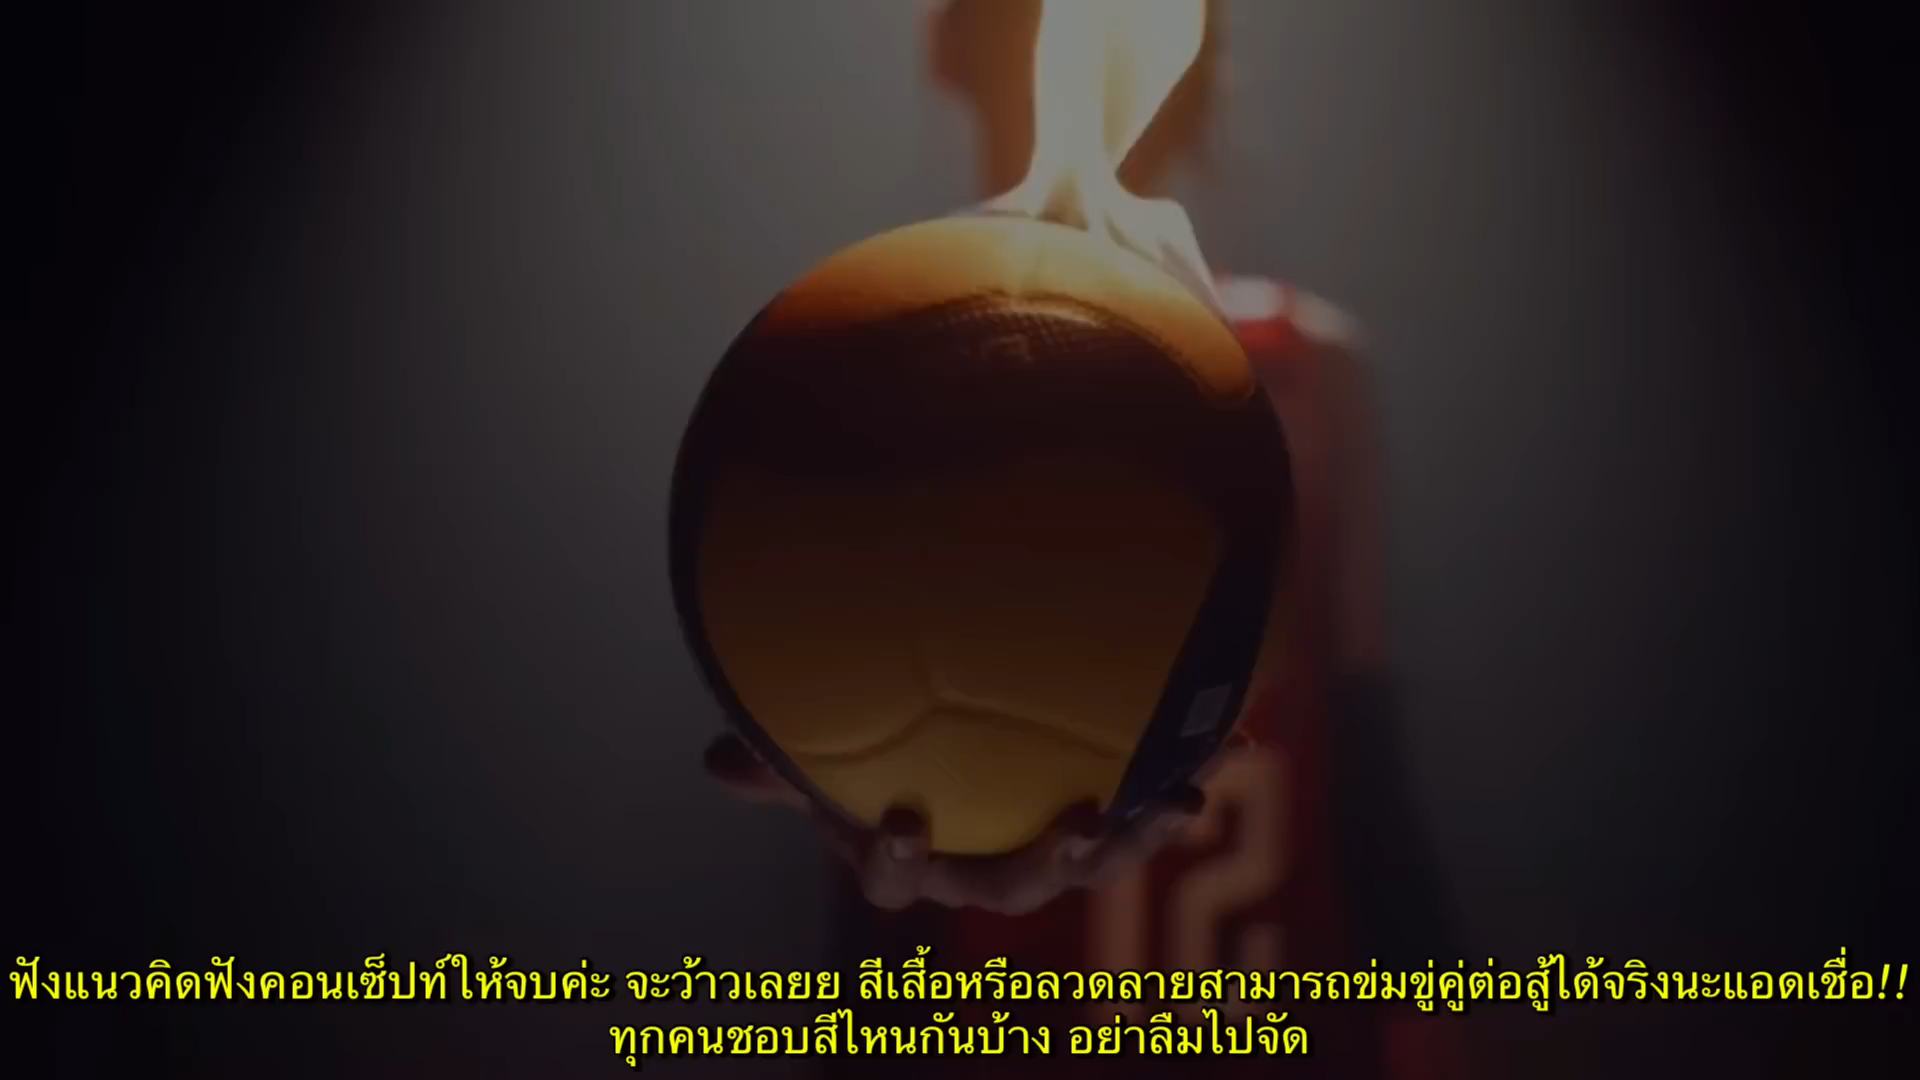 ฟังแนวคิดฟังคอนเซ็ปท์ให้จบค่ะ จะว้าวเลยย สีเสื้อหรือลวดลายสามารถข่มขู่คู่ต่อสู้ได้จริงนะแอดเชื่อ!!
ทุกคนชอบสีไหนกันบ้าง อย่าลืมไปจัด